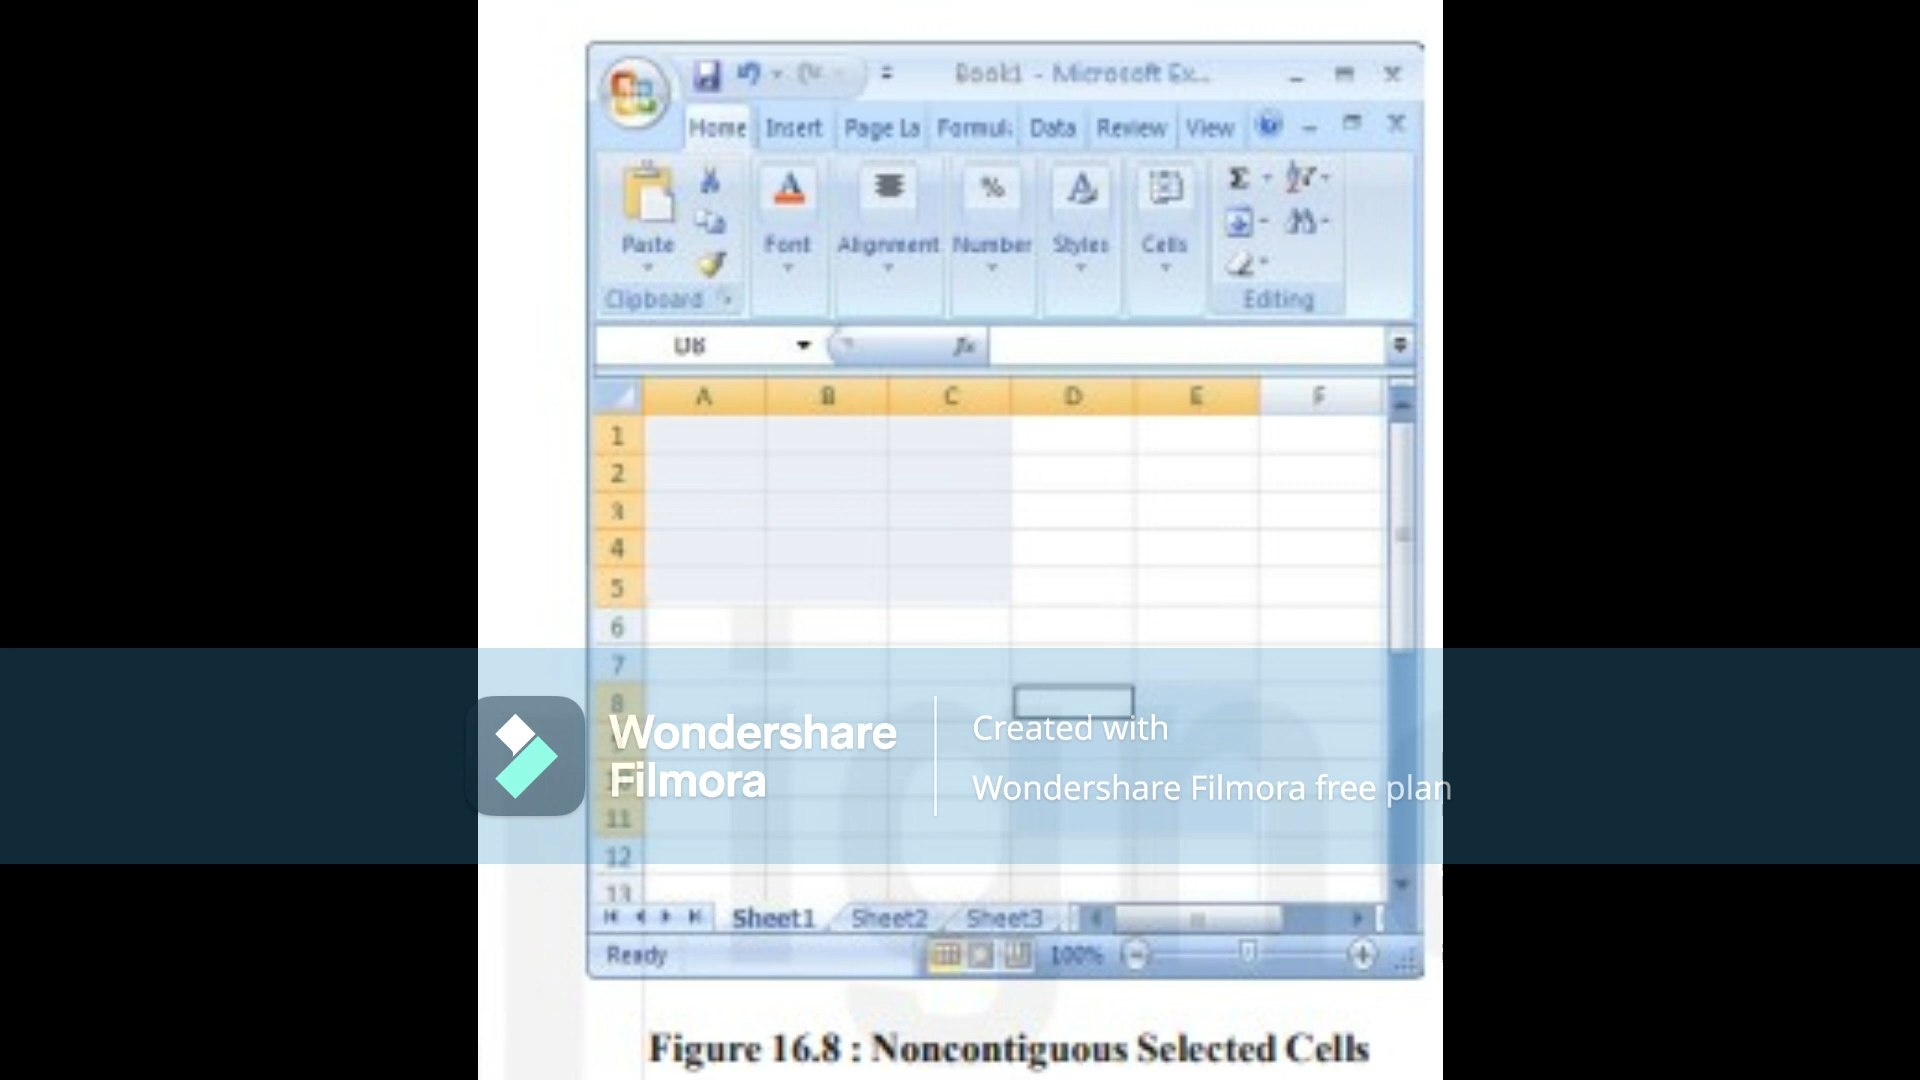 Book1 - Microsoft Ex...
Home Insert Page La Formul: Data Review View
Paste Font Alignment Number Styles Cells
Clipboard Editing
D8 fx
A B C D E F
1
2
3
4
5
6
7
8
11
12
13
Wondershare
Filmora
Created with
Wondershare Filmora free plan
Sheet1 Sheet2 Sheet3
Ready 100%
Figure 16.8 : Noncontiguous Selected Cells